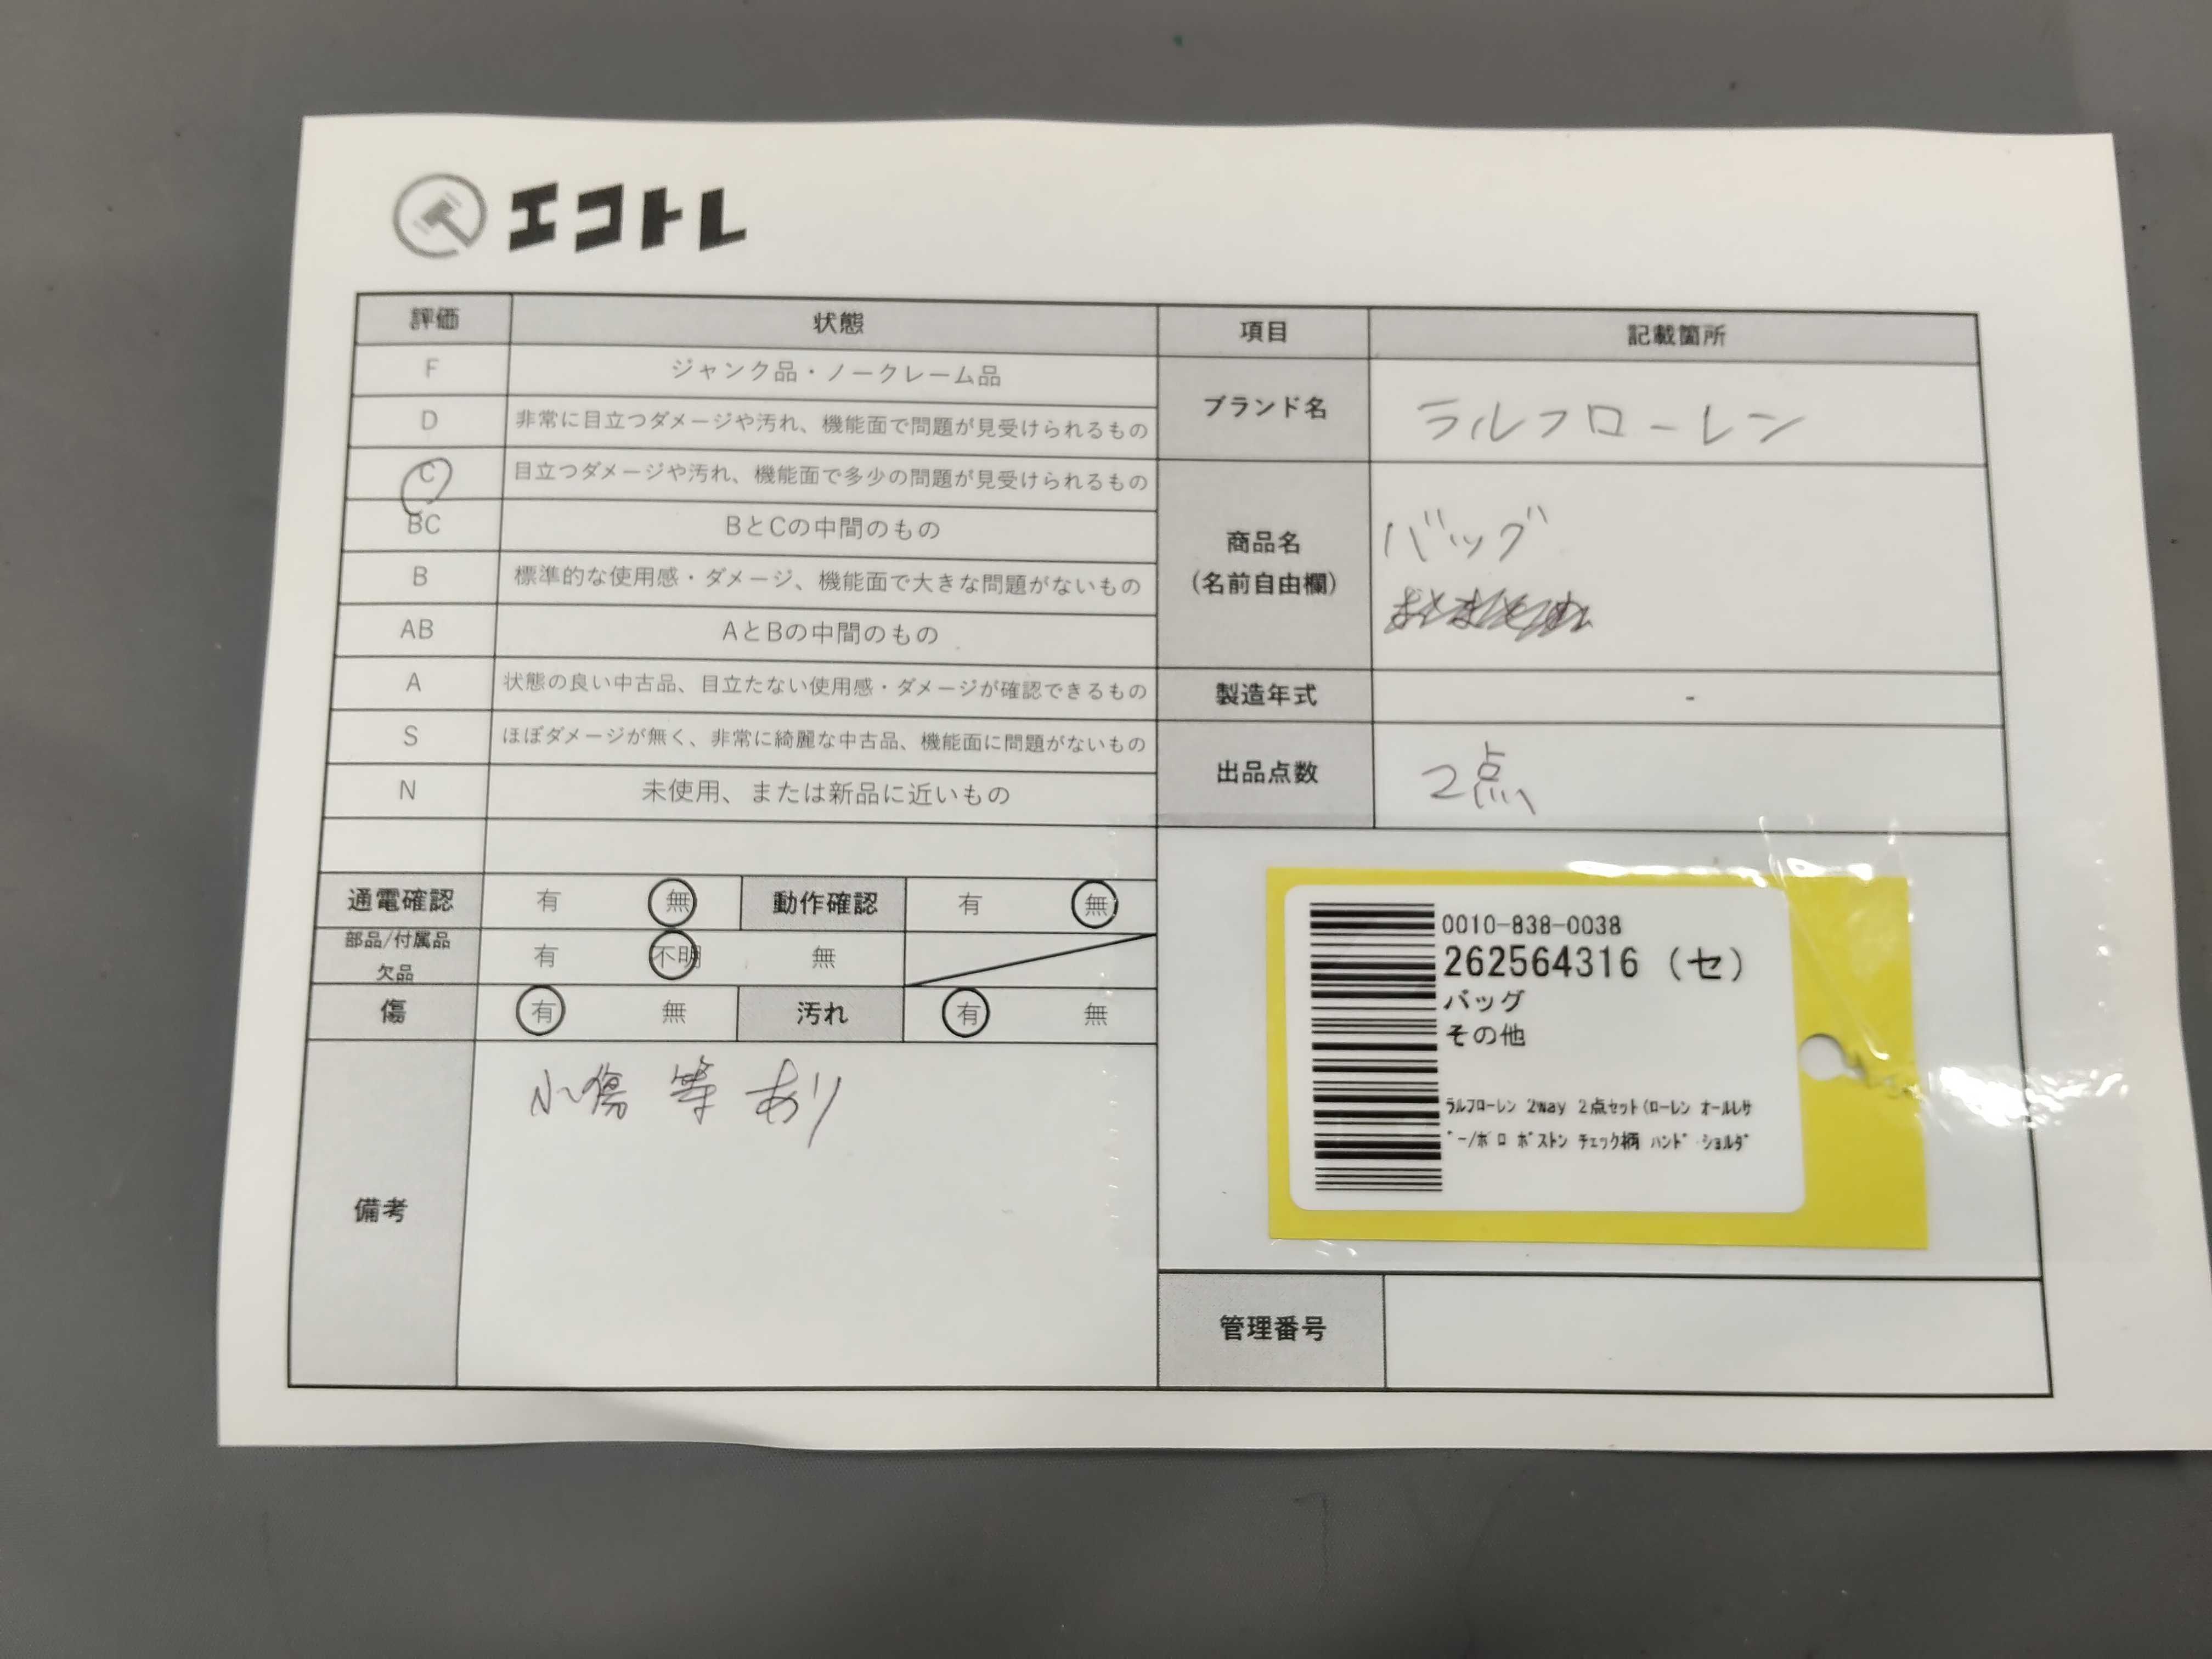 エコトレ
評価 状態 項目 記載箇所
F ジャンク品・ノークレーム品
D 非常に目立つダメージや汚れ、機能面で問題が見受けられるもの
ブランド名 ラルフローレン
C 目立つダメージや汚れ、機能面で多少の問題が見受けられるもの
BC BとCの中間のもの
B 標準的な使用感・ダメージ、機能面で大きな問題がないもの
AB AとBの中間のもの
商品名
(名前自由欄)
バッグ
A 状態の良い中古品、目立たない使用感・ダメージが確認できるもの
製造年式 -
S ほぼダメージが無く、非常に綺麗な中古品、機能面に問題がないもの
N 未使用、または新品に近いもの
出品点数 2点
通電確認 有 無 動作確認 有 無
部品/付属品
欠品
有 不明 無
傷 有 無 汚れ 有 無
備考
小傷 等 あり
0010-838-0038
262564316 (セ)
バッグ
その他
ラルフローレン 2way 2点セット(ローレン オールレザ
ー/ポロ ボストン チェック柄 ハンド・ショルダ
管理番号